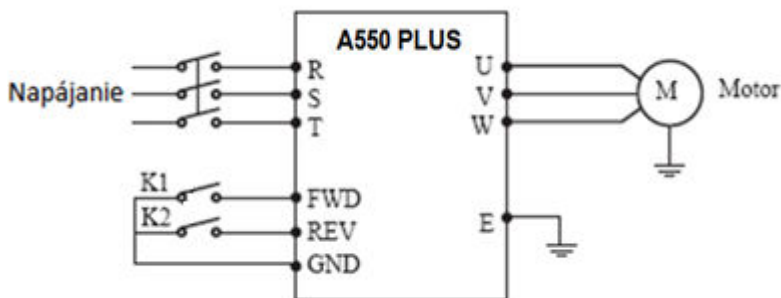 A550 PLUS
R
U
Napájanie
S
V
M
Motor
T
W
K1
FWD
K2
REV
E
GND